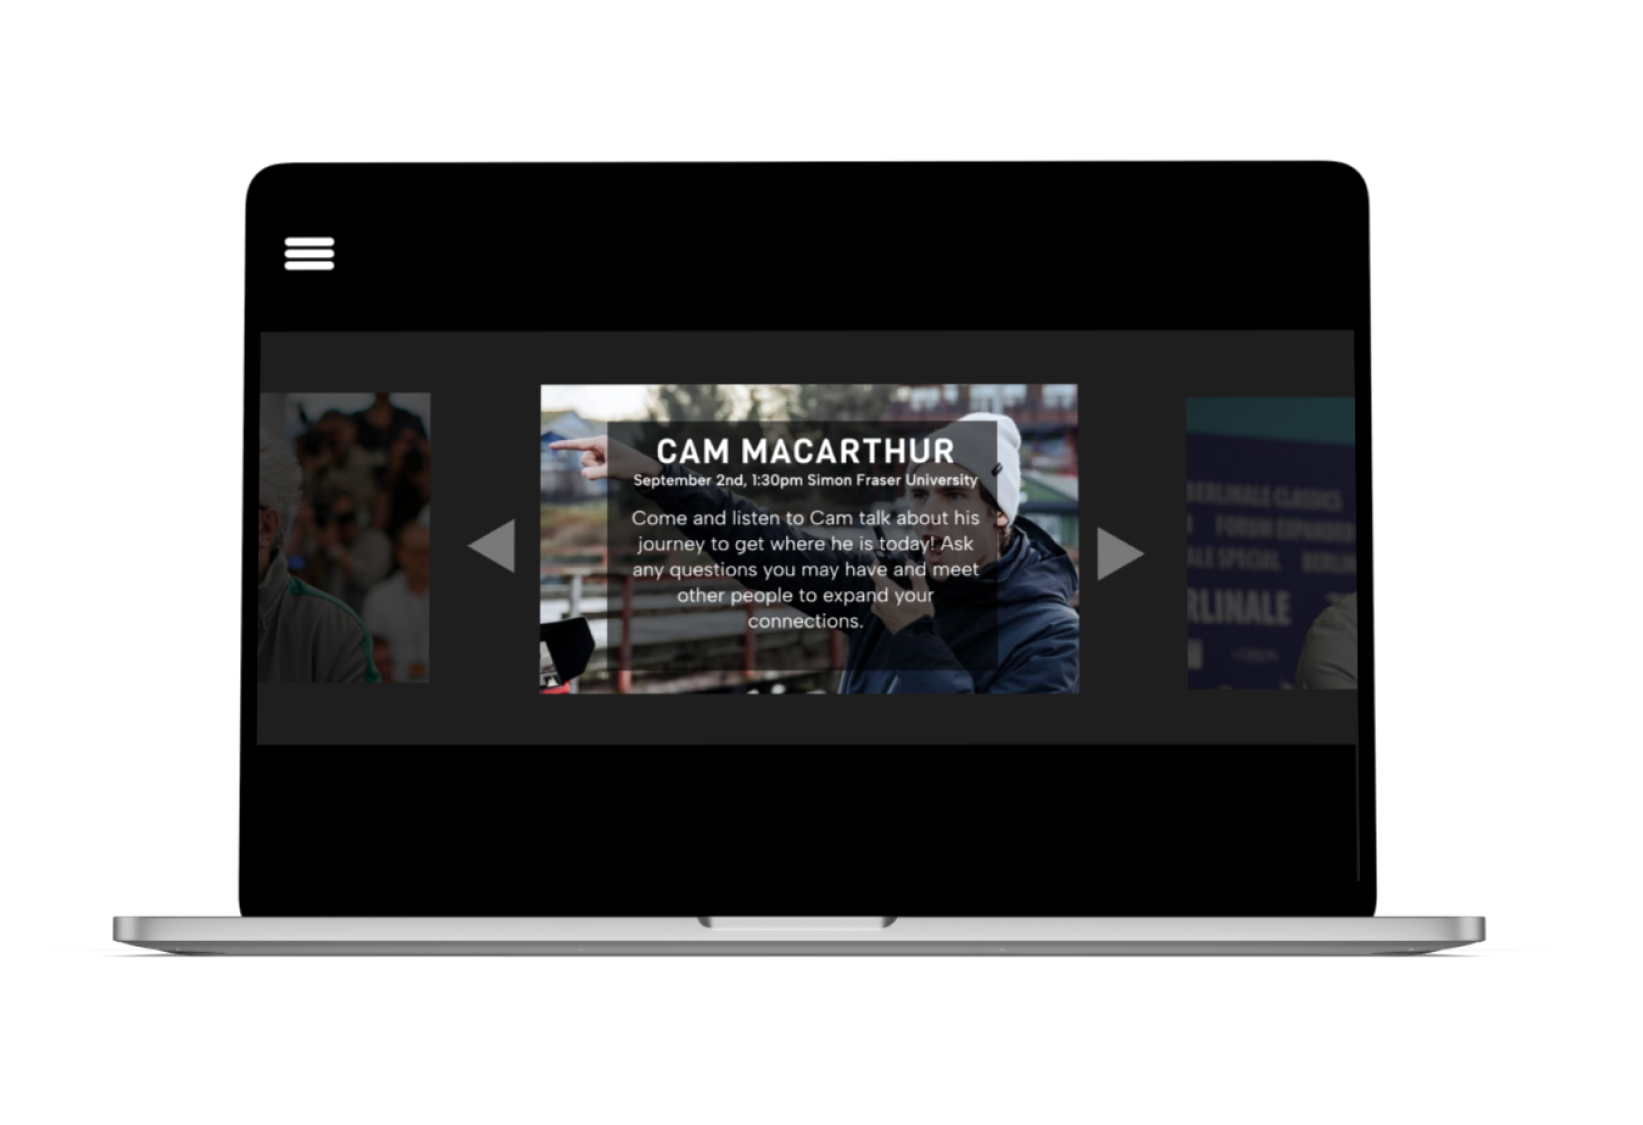 CAM MACARTHUR
September 2nd, 1:30pm Simon Fraser University
Come and listen to Cam talk about his
journey to get where he is today! Ask
any questions you may have and meet
other people to expand your
connections.
BERLINALE CLASSICS
FORUM EXPANDED
ALE SPECIAL
RLINALE